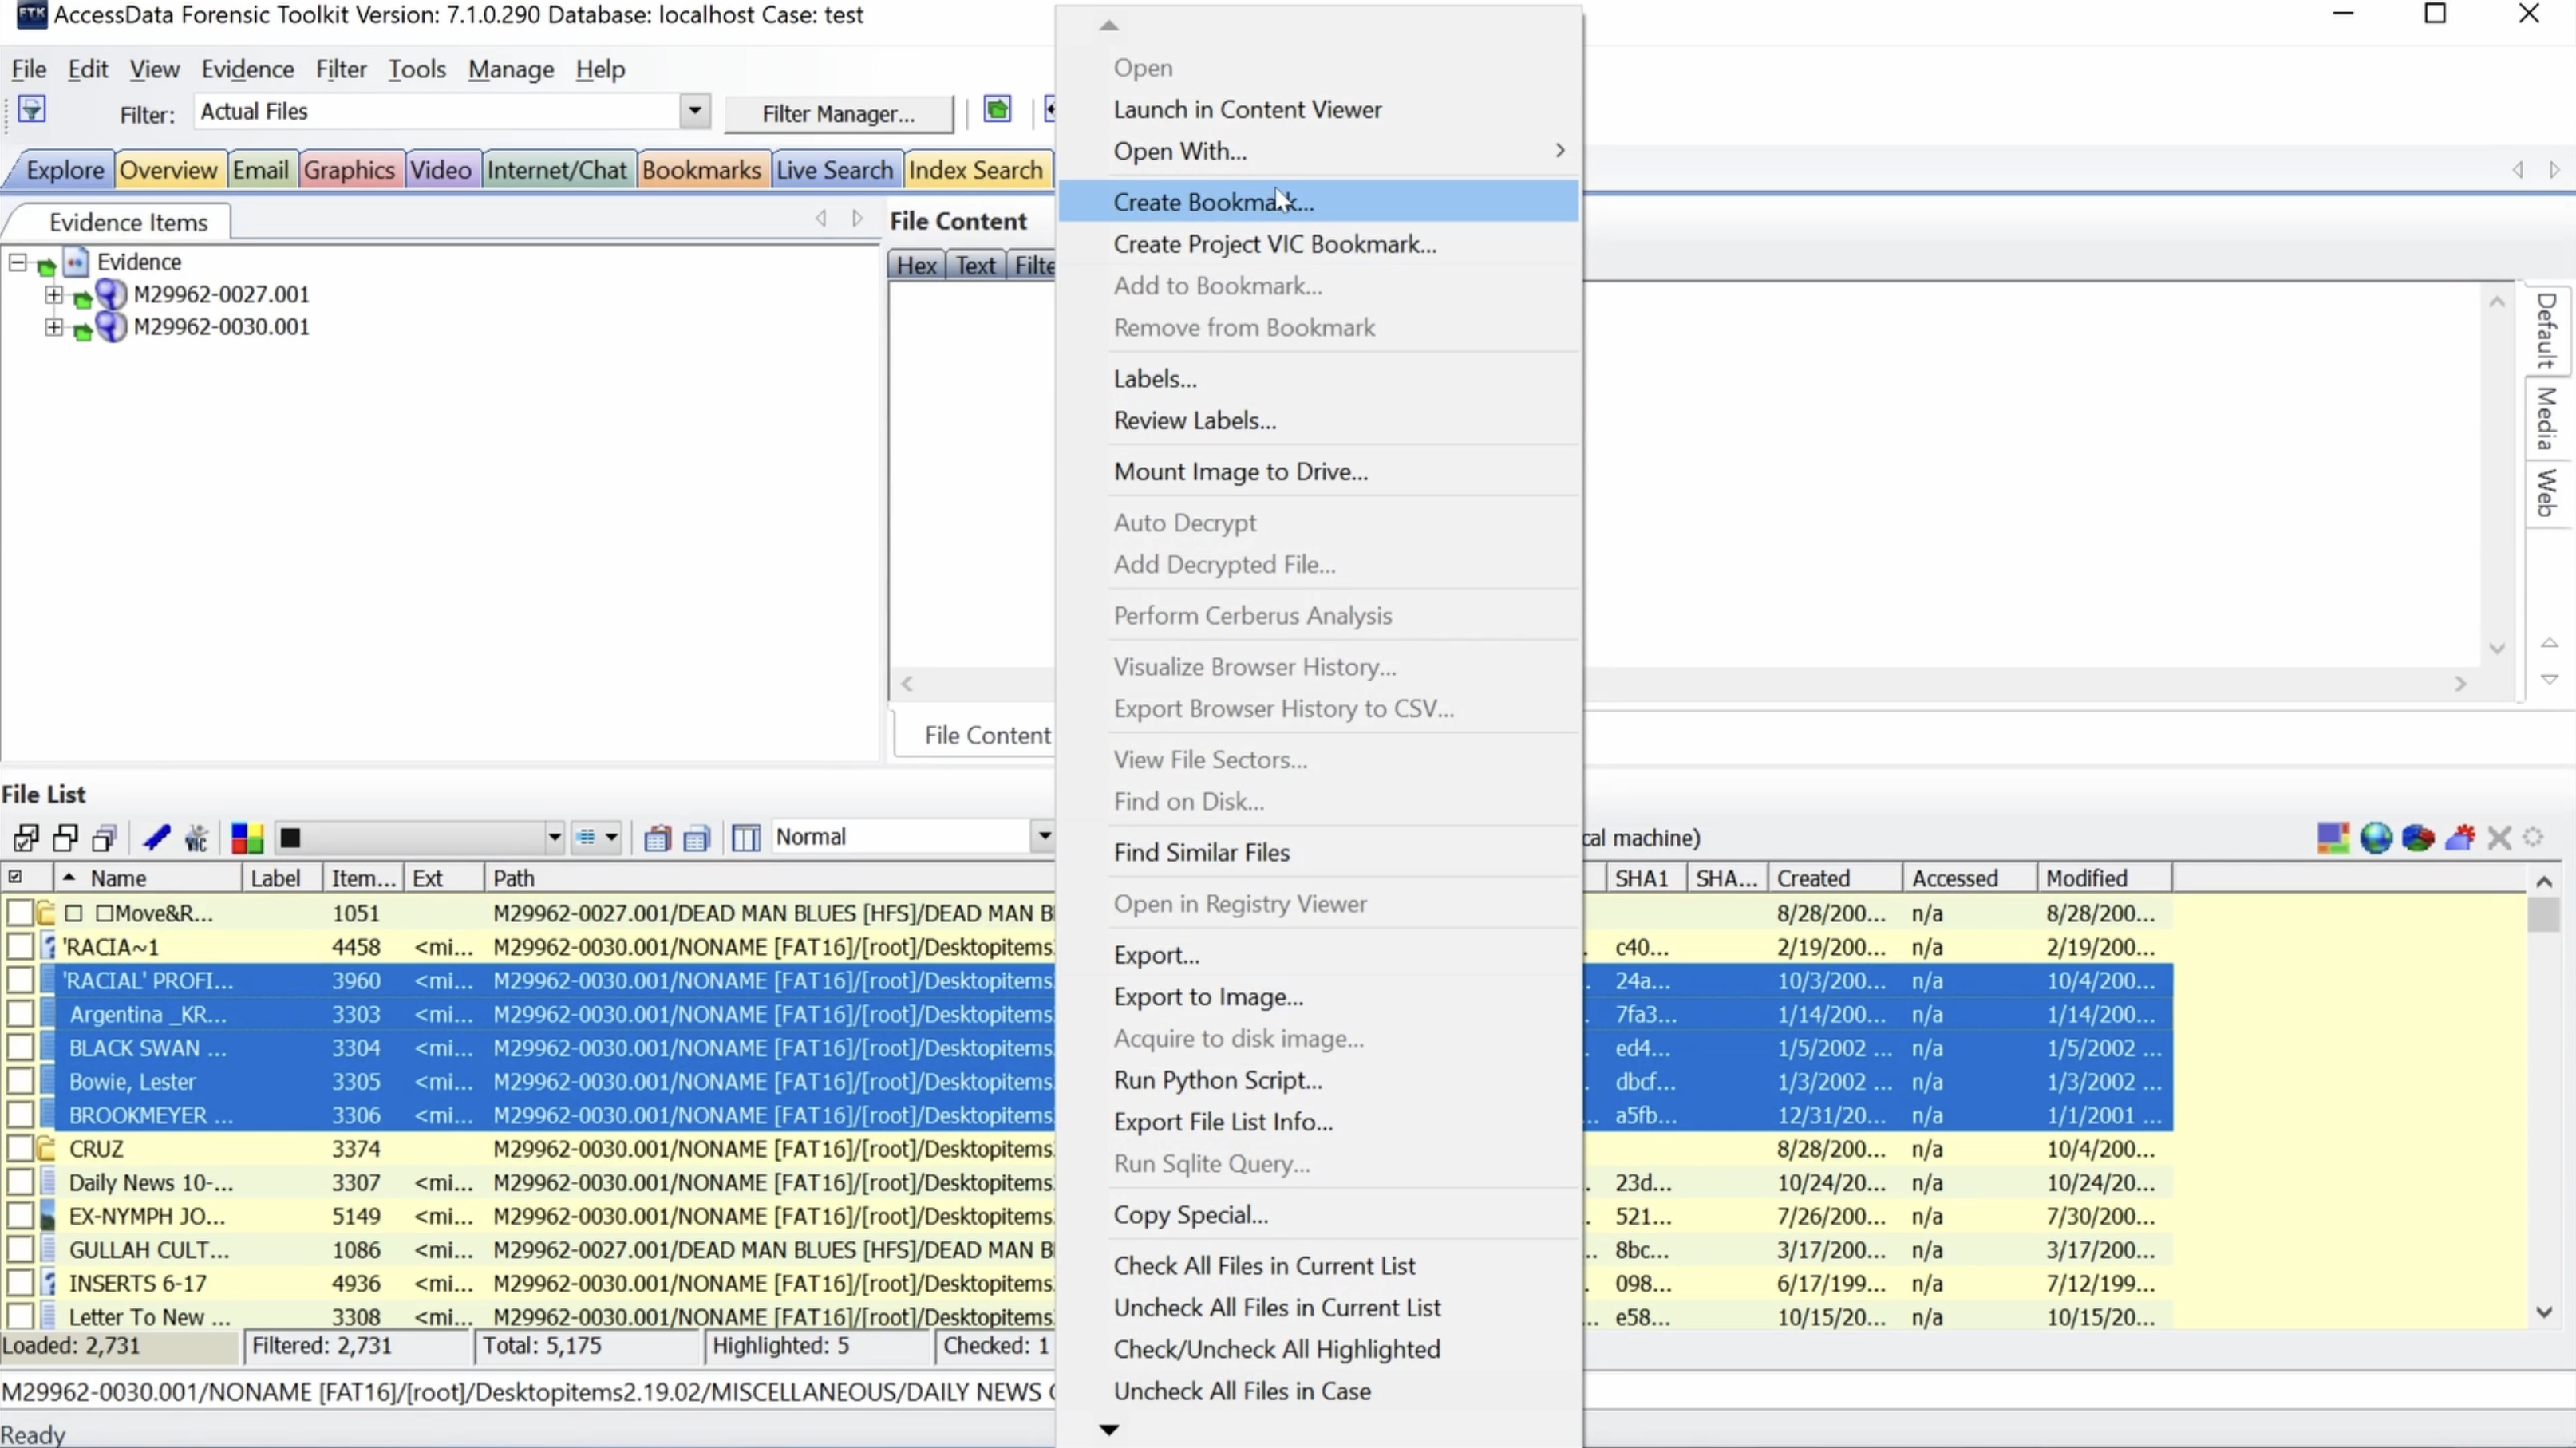 FTK AccessData Forensic Toolkit Version: 7.1.0.290 Database: localhost Case: test
File Edit View Evidence Filter Tools Manage Help
Filter: Actual Files Filter Manager...
Explore Overview Email Graphics Video Internet/Chat Bookmarks Live Search Index Search
Evidence Items
Evidence
M29962-0027.001
M29962-0030.001
File Content
Hex Text Filte
File Content
Default
Media
Web
Open
Launch in Content Viewer
Open With...
Create Bookmark...
Create Project VIC Bookmark...
Add to Bookmark...
Remove from Bookmark
Labels...
Review Labels...
Mount Image to Drive...
Auto Decrypt
Add Decrypted File...
Perform Cerberus Analysis
Visualize Browser History...
Export Browser History to CSV...
View File Sectors...
Find on Disk...
Find Similar Files
Open in Registry Viewer
Export...
Export to Image...
Acquire to disk image...
Run Python Script...
Export File List Info...
Run Sqlite Query...
Copy Special...
Check All Files in Current List
Uncheck All Files in Current List
Check/Uncheck All Highlighted
Uncheck All Files in Case
File List
VIC Normal cal machine)
Name Label Item... Ext Path SHA1 SHA... Created Accessed Modified
Move&R... 1051 M29962-0027.001/DEAD MAN BLUES [HFS]/DEAD MAN B 8/28/200... n/a 8/28/200...
'RACIA~1 4458 <mi... M29962-0030.001/NONAME [FAT16]/[root]/Desktopitems. c40... 2/19/200... n/a 2/19/200...
'RACIAL' PROFI... 3960 <mi... M29962-0030.001/NONAME [FAT16]/[root]/Desktopitems. 24a... 10/3/200... n/a 10/4/200...
Argentina _KR... 3303 <mi... M29962-0030.001/NONAME [FAT16]/[root]/Desktopitems. 7fa3... 1/14/200... n/a 1/14/200...
BLACK SWAN ... 3304 <mi... M29962-0030.001/NONAME [FAT16]/[root]/Desktopitems. ed4... 1/5/2002 ... n/a 1/5/2002 ...
Bowie, Lester 3305 <mi... M29962-0030.001/NONAME [FAT16]/[root]/Desktopitems. dbcf... 1/3/2002 ... n/a 1/3/2002 ...
BROOKMEYER ... 3306 <mi... M29962-0030.001/NONAME [FAT16]/[root]/Desktopitems. a5fb... 12/31/20... n/a 1/1/2001 ...
CRUZ 3374 M29962-0030.001/NONAME [FAT16]/[root]/Desktopitems. 8/28/200... n/a 10/4/200...
Daily News 10-... 3307 <mi... M29962-0030.001/NONAME [FAT16]/[root]/Desktopitems. 23d... 10/24/20... n/a 10/24/20...
EX-NYMPH JO... 5149 <mi... M29962-0030.001/NONAME [FAT16]/[root]/Desktopitems. 521... 7/26/200... n/a 7/30/200...
GULLAH CULT... 1086 <mi... M29962-0027.001/DEAD MAN BLUES [HFS]/DEAD MAN B 8bc... 3/17/200... n/a 3/17/200...
INSERTS 6-17 4936 <mi... M29962-0030.001/NONAME [FAT16]/[root]/Desktopitems. 098... 6/17/199... n/a 7/12/199...
Letter To New ... 3308 <mi... M29962-0030.001/NONAME [FAT16]/[root]/Desktopitems. e58... 10/15/20... n/a 10/15/20...
Loaded: 2,731 Filtered: 2,731 Total: 5,175 Highlighted: 5 Checked: 1
M29962-0030.001/NONAME [FAT16]/[root]/Desktopitems2.19.02/MISCELLANEOUS/DAILY NEWS
Ready